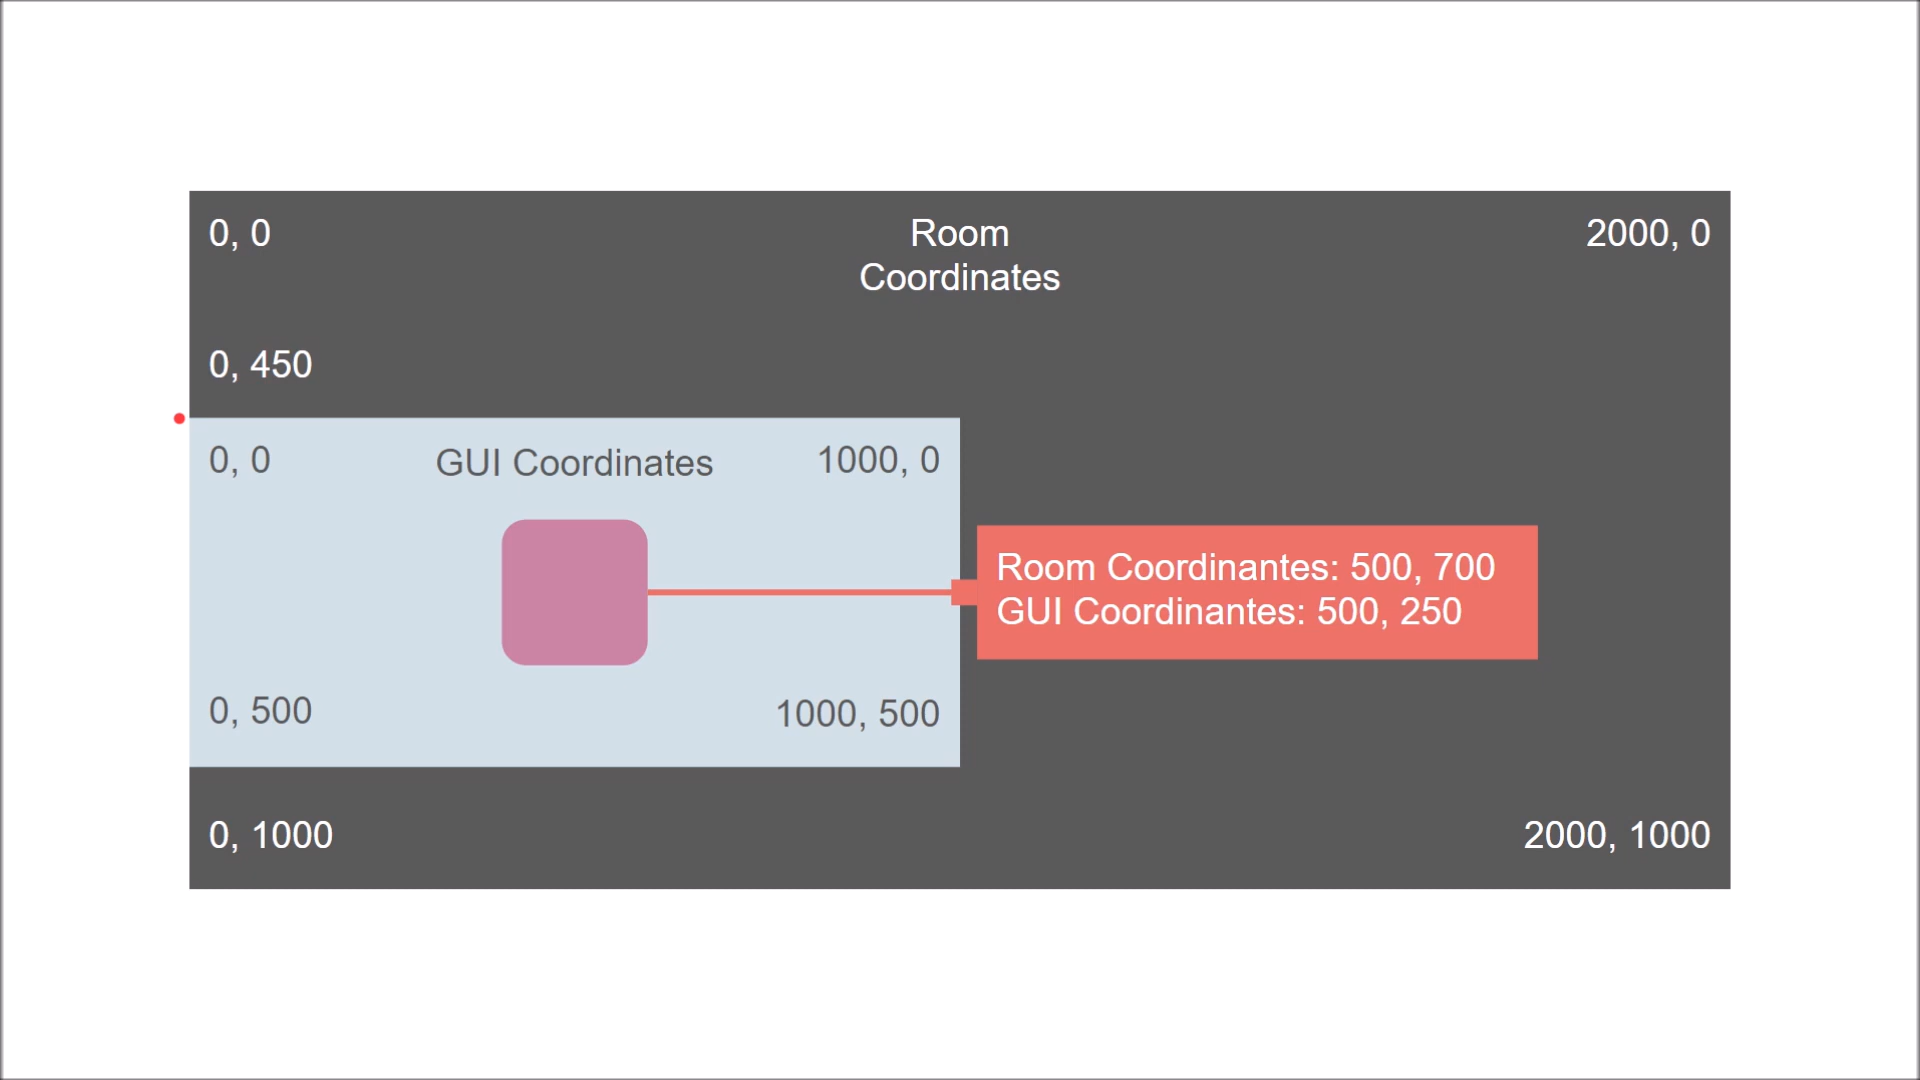 0, 0
Room
Coordinates
2000, 0
0, 450
0, 0
GUI Coordinates
1000, 0
Room Coordinantes: 500, 700
GUI Coordinantes: 500, 250
0, 500
1000, 500
0, 1000
2000, 1000